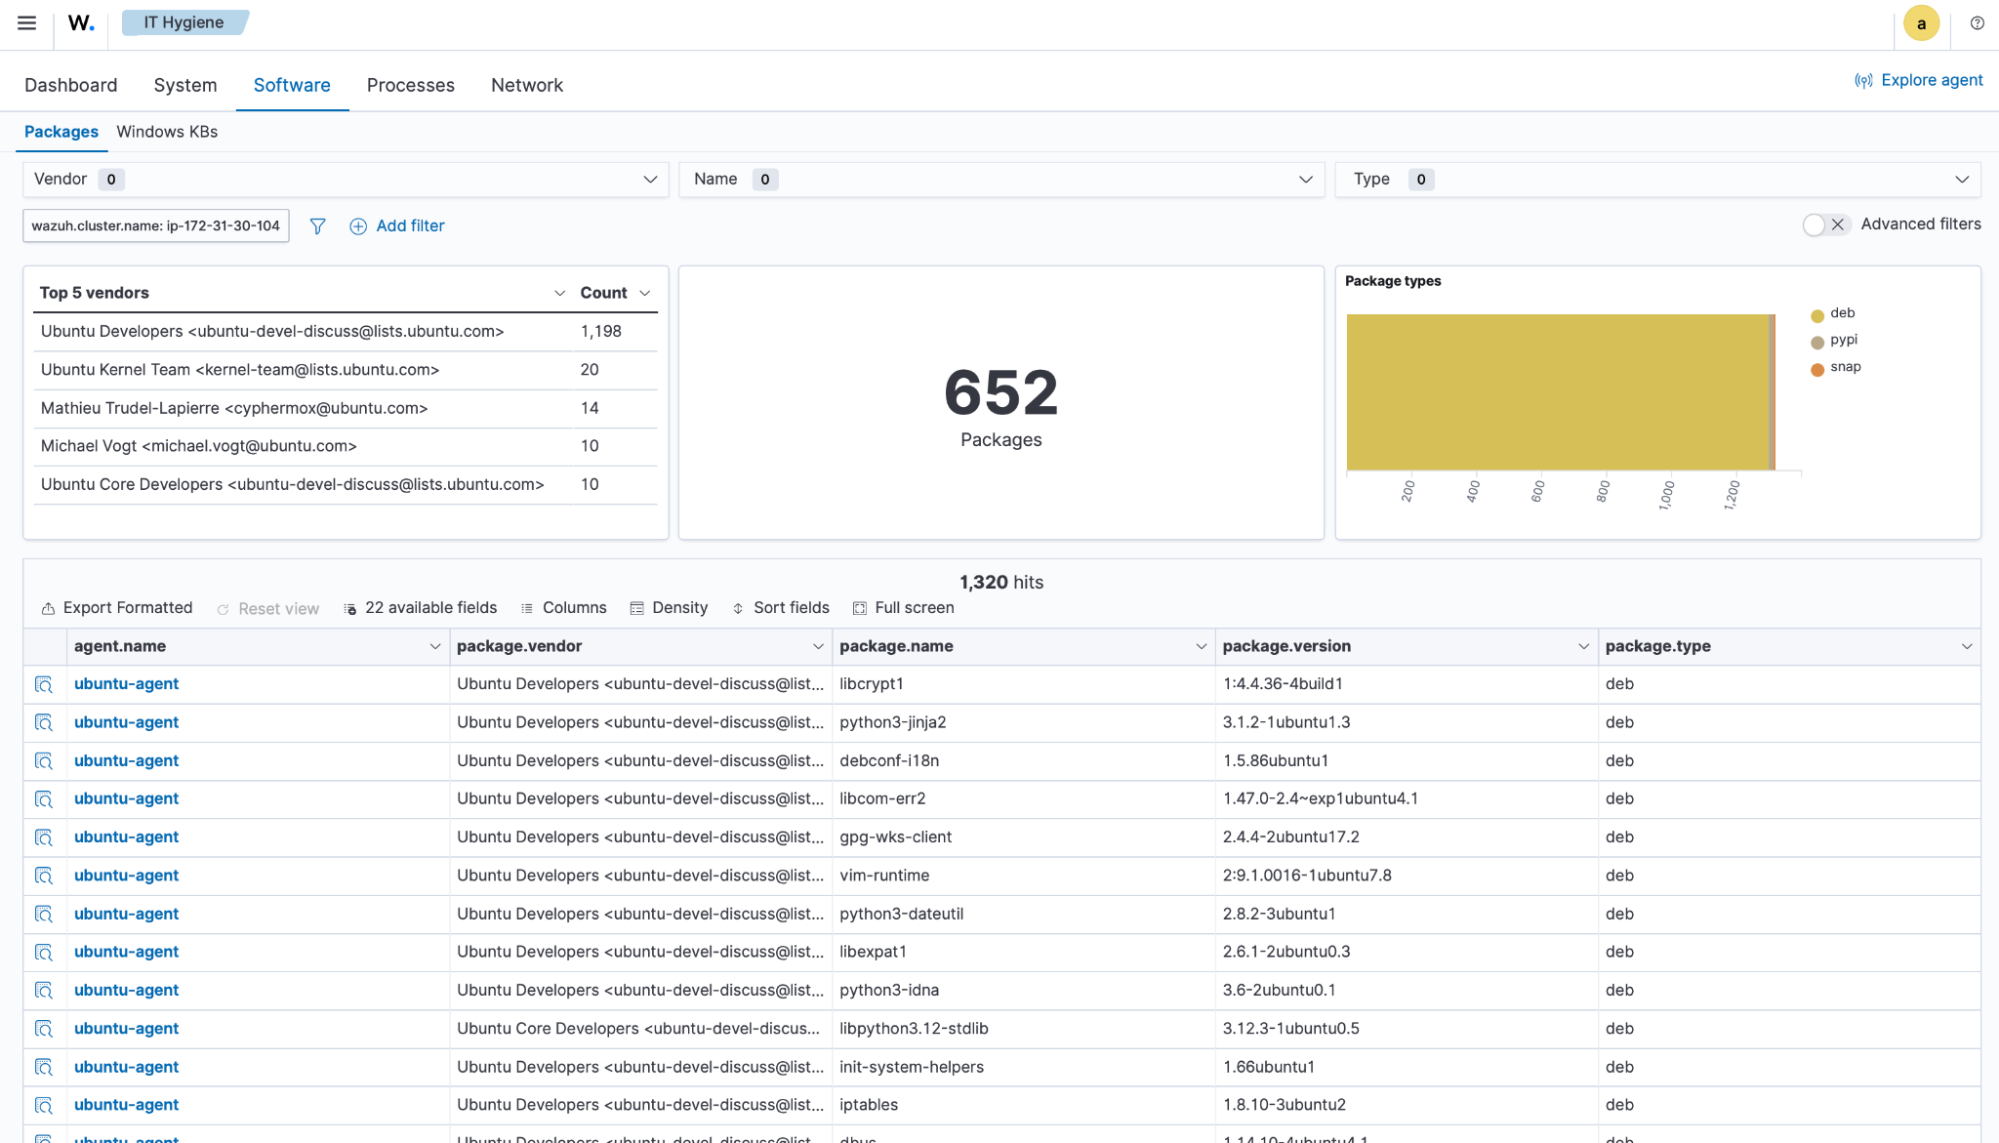 W. IT Hygiene a
Dashboard System Software Processes Network Explore agent
Packages Windows KBs
Vendor 0 Name 0 Type 0
wazuh.cluster.name: ip-172-31-30-104 Add filter Advanced filters
Top 5 vendors Count
Ubuntu Developers <ubuntu-devel-discuss@lists.ubuntu.com> 1,198
Ubuntu Kernel Team <kernel-team@lists.ubuntu.com> 20
Mathieu Trudel-Lapierre <cyphermox@ubuntu.com> 14
Michael Vogt <michael.vogt@ubuntu.com> 10
Ubuntu Core Developers <ubuntu-devel-discuss@lists.ubuntu.com> 10
652
Packages
Package types
deb
pypi
snap
200 400 600 800 1,000 1,200
1,320 hits
Export Formatted Reset view 22 available fields Columns Density Sort fields Full screen
agent.name package.vendor package.name package.version package.type
ubuntu-agent Ubuntu Developers <ubuntu-devel-discuss@list... libcrypt1 1:4.4.36-4build1 deb
ubuntu-agent Ubuntu Developers <ubuntu-devel-discuss@list... python3-jinja2 3.1.2-1ubuntu1.3 deb
ubuntu-agent Ubuntu Developers <ubuntu-devel-discuss@list... debconf-i18n 1.5.86ubuntu1 deb
ubuntu-agent Ubuntu Developers <ubuntu-devel-discuss@list... libcom-err2 1.47.0-2.4~exp1ubuntu4.1 deb
ubuntu-agent Ubuntu Developers <ubuntu-devel-discuss@list... gpg-wks-client 2.4.4-2ubuntu17.2 deb
ubuntu-agent Ubuntu Developers <ubuntu-devel-discuss@list... vim-runtime 2:9.1.0016-1ubuntu7.8 deb
ubuntu-agent Ubuntu Developers <ubuntu-devel-discuss@list... python3-dateutil 2.8.2-3ubuntu1 deb
ubuntu-agent Ubuntu Developers <ubuntu-devel-discuss@list... libexpat1 2.6.1-2ubuntu0.3 deb
ubuntu-agent Ubuntu Developers <ubuntu-devel-discuss@list... python3-idna 3.6-2ubuntu0.1 deb
ubuntu-agent Ubuntu Core Developers <ubuntu-devel-discus... libpython3.12-stdlib 3.12.3-1ubuntu0.5 deb
ubuntu-agent Ubuntu Developers <ubuntu-devel-discuss@list... init-system-helpers 1.66ubuntu1 deb
ubuntu-agent Ubuntu Developers <ubuntu-devel-discuss@list... iptables 1.8.10-3ubuntu2 deb
ubuntu-agent Ubuntu Developers <ubuntu-devel-discuss@list... dbus 1.14.10-4ubuntu4.1 deb